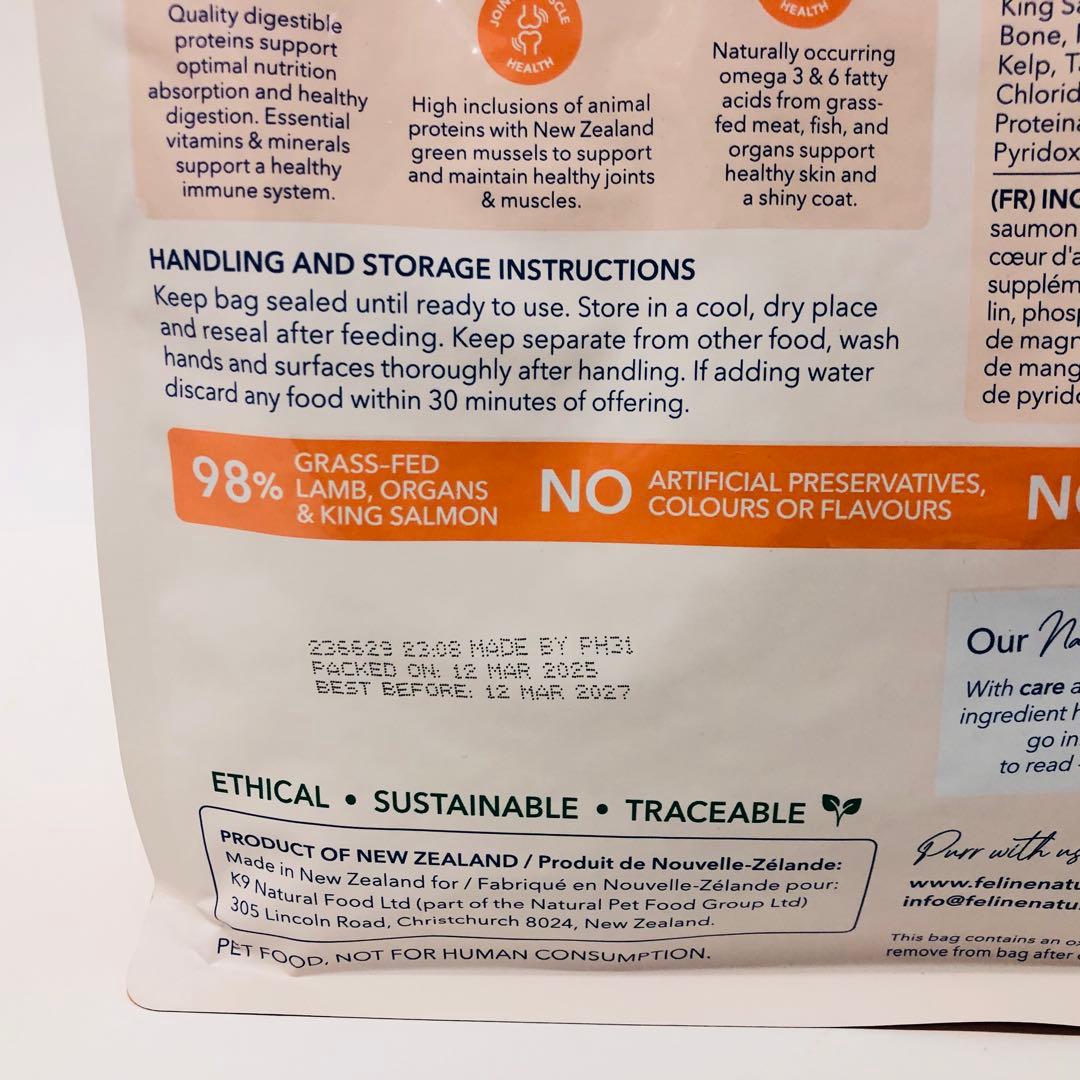 Quality digestible
proteins support
optimal nutrition
absorption and healthy
digestion. Essential
vitamins & minerals
support a healthy
immune system.
HEALTH
High inclusions of animal
proteins with New Zealand
green mussels to support
and maintain healthy joints
& muscles.
HEALTH
Naturally occurring
omega 3 & 6 fatty
acids from grass-
fed meat, fish, and
organs support
healthy skin and
a shiny coat.
King
Bone,
Kelp,
Chlorid
Protein
Pyridox
(FR) ING
saumon
cœur d'a
supplém
lin, phosp
de magn
de mang
de pyrido
HANDLING AND STORAGE INSTRUCTIONS
Keep bag sealed until ready to use. Store in a cool, dry place
and reseal after feeding. Keep separate from other food, wash
hands and surfaces thoroughly after handling. If adding water
discard any food within 30 minutes of offering.
98% GRASS-FED
LAMB, ORGANS
& KING SALMON
NO ARTIFICIAL PRESERVATIVES,
COLOURS OR FLAVOURS
236629 23:08 MADE BY PH31
PACKED ON: 12 MAR 2025
BEST BEFORE: 12 MAR 2027
Our Na
With care a
ingredient h
go in
to read
ETHICAL • SUSTAINABLE • TRACEABLE
PRODUCT OF NEW ZEALAND / Produit de Nouvelle-Zélande:
Made in New Zealand for / Fabriqué en Nouvelle-Zélande pour:
K9 Natural Food Ltd (part of the Natural Pet Food Group Ltd)
305 Lincoln Road, Christchurch 8024, New Zealand.
PET FOOD, NOT FOR HUMAN CONSUMPTION.
Purr with us
www.felinenatu
info@felinenatu
This bag contains an ox
remove from bag after